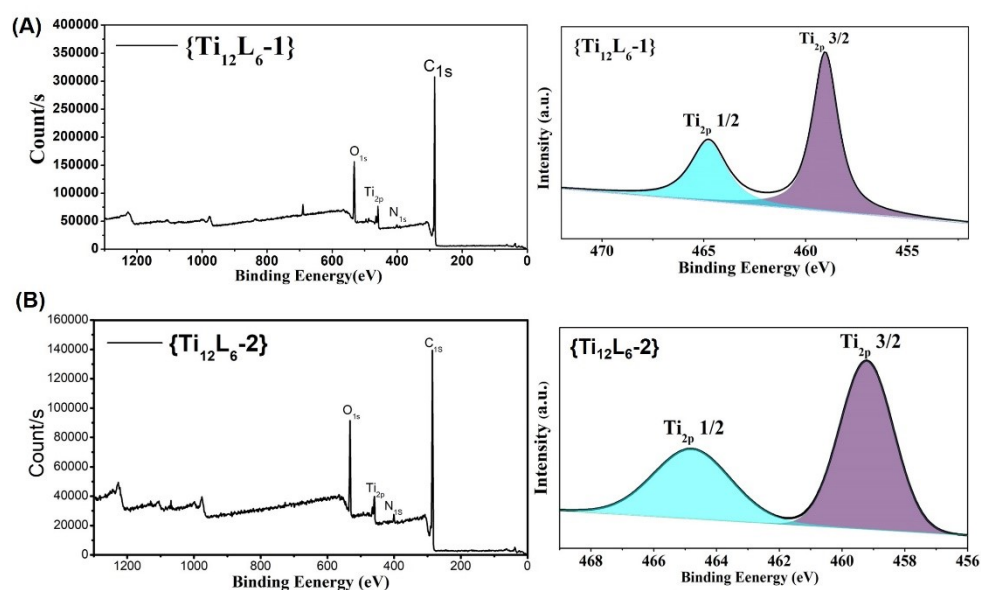 (A)
400000
350000
300000
250000
200000
150000
100000
50000
0
Count/s
{Ti12L6-1}
C1s
O1s
Ti2p
N1s
1200 1000 800 600 400 200 0
Binding Eenergy(eV)
{Ti12L6-1}
Ti2p 3/2
Ti2p 1/2
Intensity (a.u.)
470 465 460 455
Binding Eenergy (eV)
(B)
160000
140000
120000
100000
80000
60000
40000
20000
0
Count/s
{Ti12L6-2}
C1S
O1s
Ti2p
N1S
1200 1000 800 600 400 200 0
Binding Eenergy (eV)
{Ti12L6-2}
Ti2p 3/2
Ti2p 1/2
Intensity (a.u.)
468 466 464 462 460 458 456
Binding Eenergy (eV)